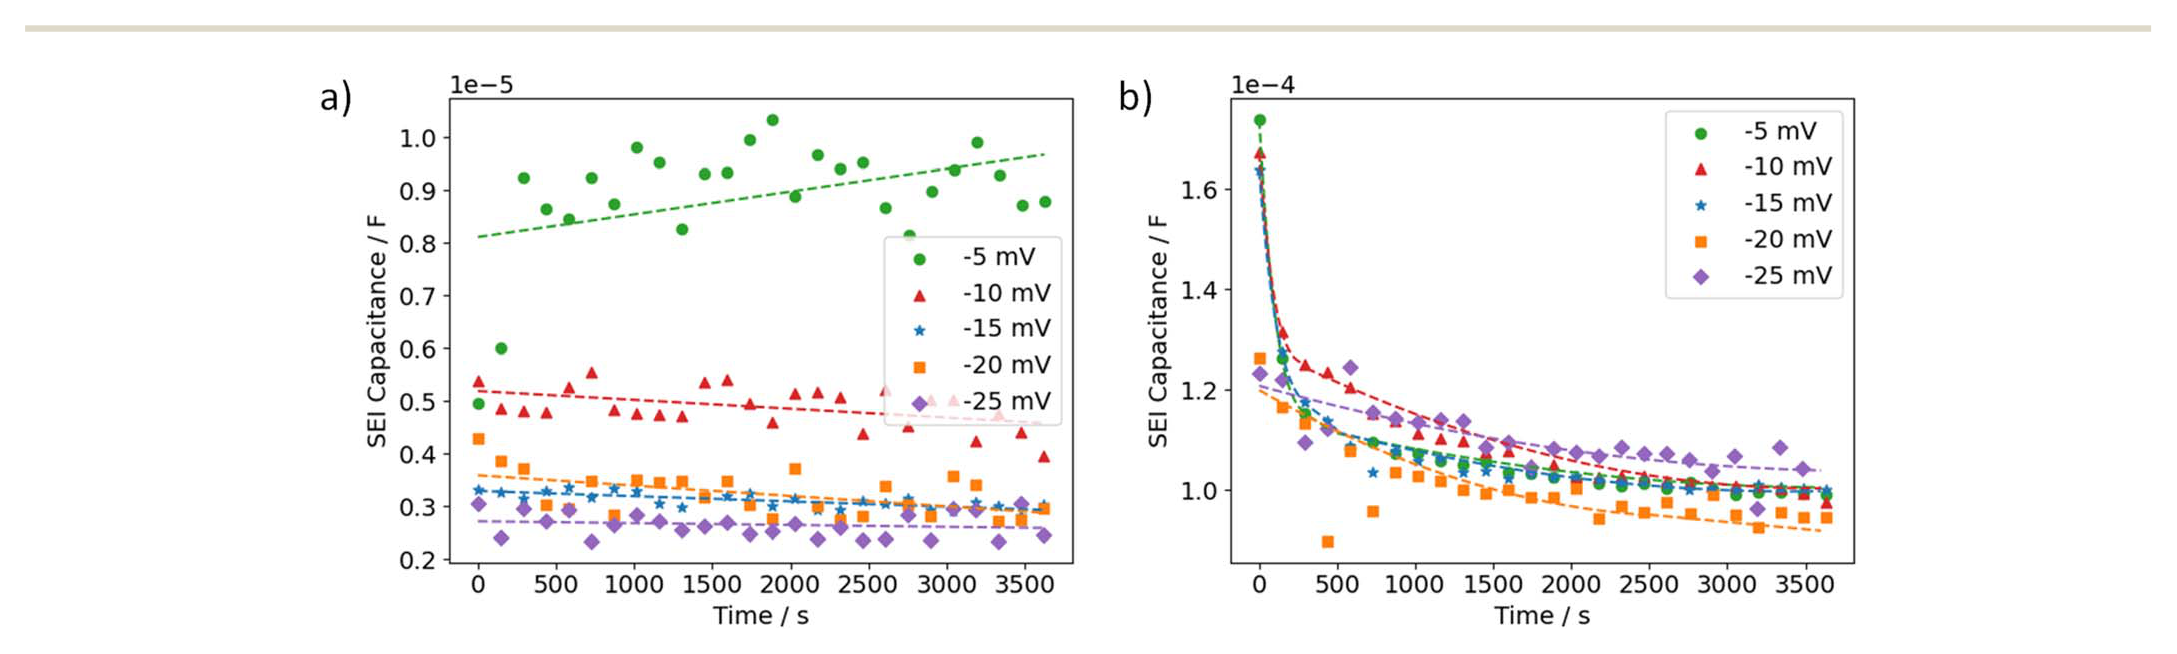 a)
1e−5
SEI Capacitance / F
1.0
0.9
0.8
0.7
0.6
0.5
0.4
0.3
0.2
-5 mV
-10 mV
-15 mV
-20 mV
-25 mV
0 500 1000 1500 2000 2500 3000 3500
Time / s
b)
1e−4
SEI Capacitance / F
1.6
1.4
1.2
1.0
-5 mV
-10 mV
-15 mV
-20 mV
-25 mV
0 500 1000 1500 2000 2500 3000 3500
Time / s